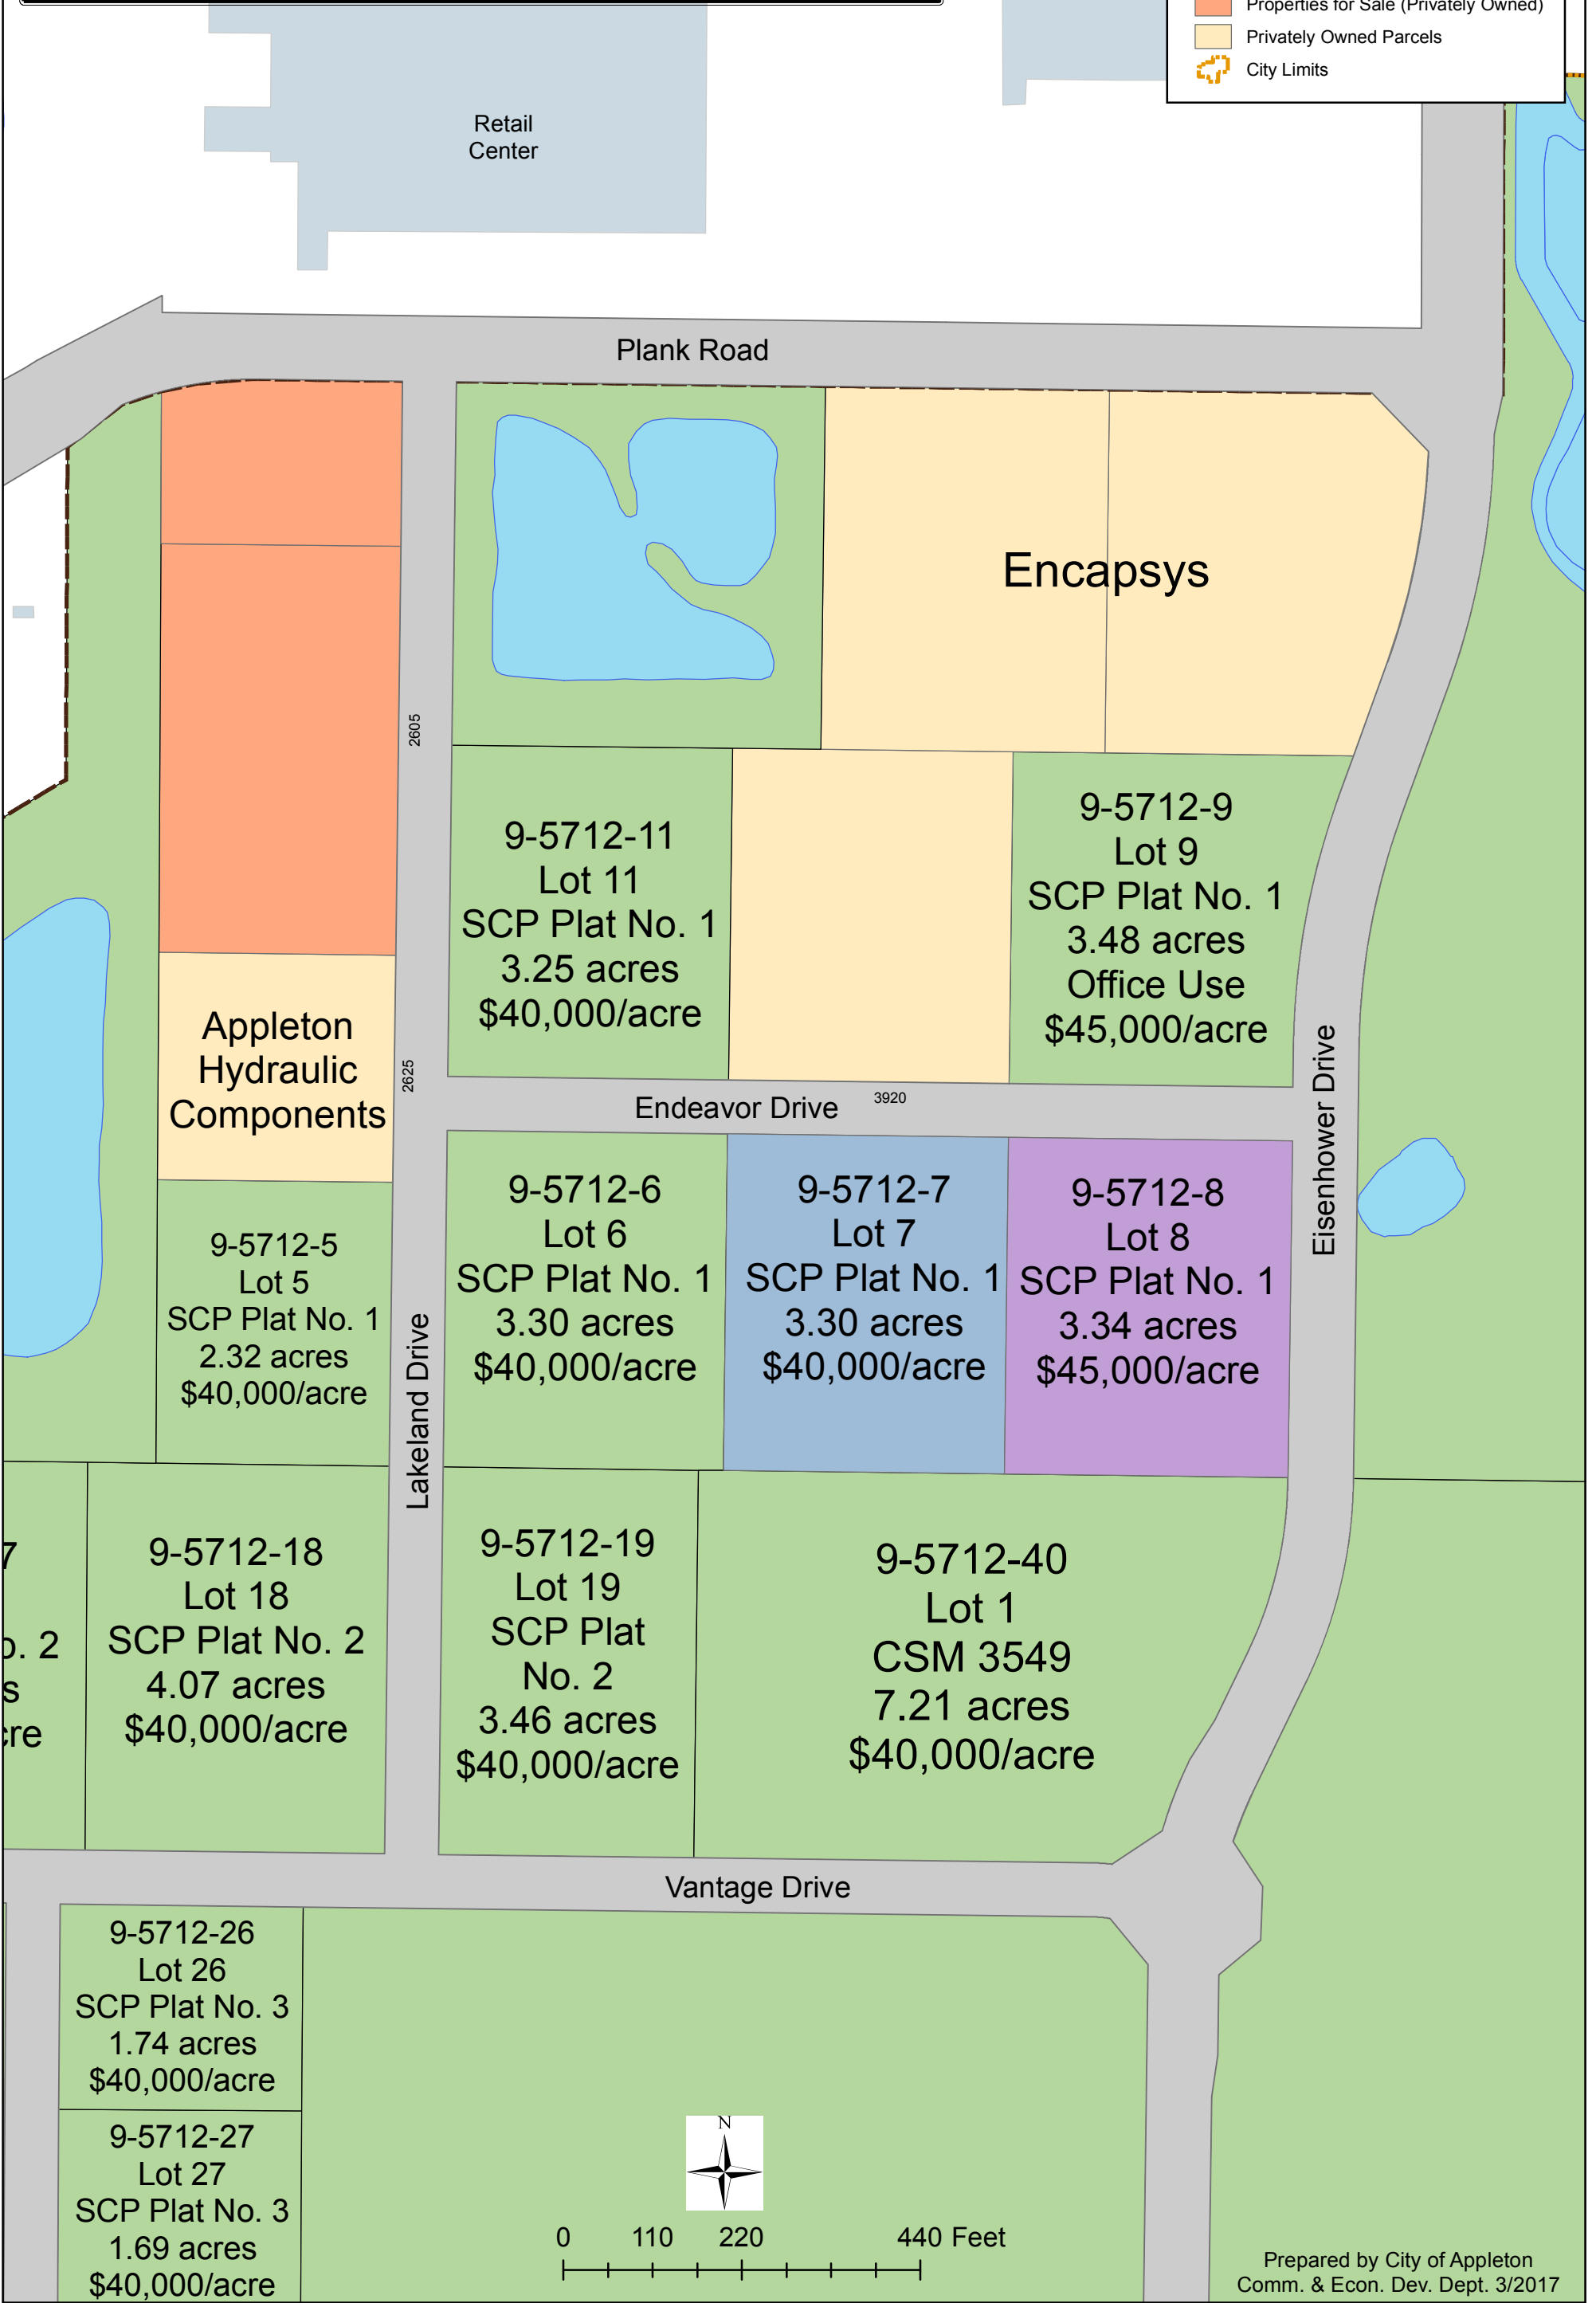 Properties for Sale (Privately Owned)
Privately Owned Parcels
City Limits
Retail
Center
Plank Road
Encapsys
2605
9-5712-11
Lot 11
SCP Plat No. 1
3.25 acres
$40,000/acre
9-5712-9
Lot 9
SCP Plat No. 1
3.48 acres
Office Use
$45,000/acre
Appleton
Hydraulic
Components
2625
Endeavor Drive
3920
Eisenhower Drive
9-5712-5
Lot 5
SCP Plat No. 1
2.32 acres
$40,000/acre
Lakeland Drive
9-5712-6
Lot 6
SCP Plat No. 1
3.30 acres
$40,000/acre
9-5712-7
Lot 7
SCP Plat No. 1
3.30 acres
$40,000/acre
9-5712-8
Lot 8
SCP Plat No. 1
3.34 acres
$45,000/acre
7
o. 2
s
cre
9-5712-18
Lot 18
SCP Plat No. 2
4.07 acres
$40,000/acre
9-5712-19
Lot 19
SCP Plat
No. 2
3.46 acres
$40,000/acre
9-5712-40
Lot 1
CSM 3549
7.21 acres
$40,000/acre
Vantage Drive
9-5712-26
Lot 26
SCP Plat No. 3
1.74 acres
$40,000/acre
9-5712-27
Lot 27
SCP Plat No. 3
1.69 acres
$40,000/acre
N
0 110 220 440 Feet
Prepared by City of Appleton
Comm. & Econ. Dev. Dept. 3/2017